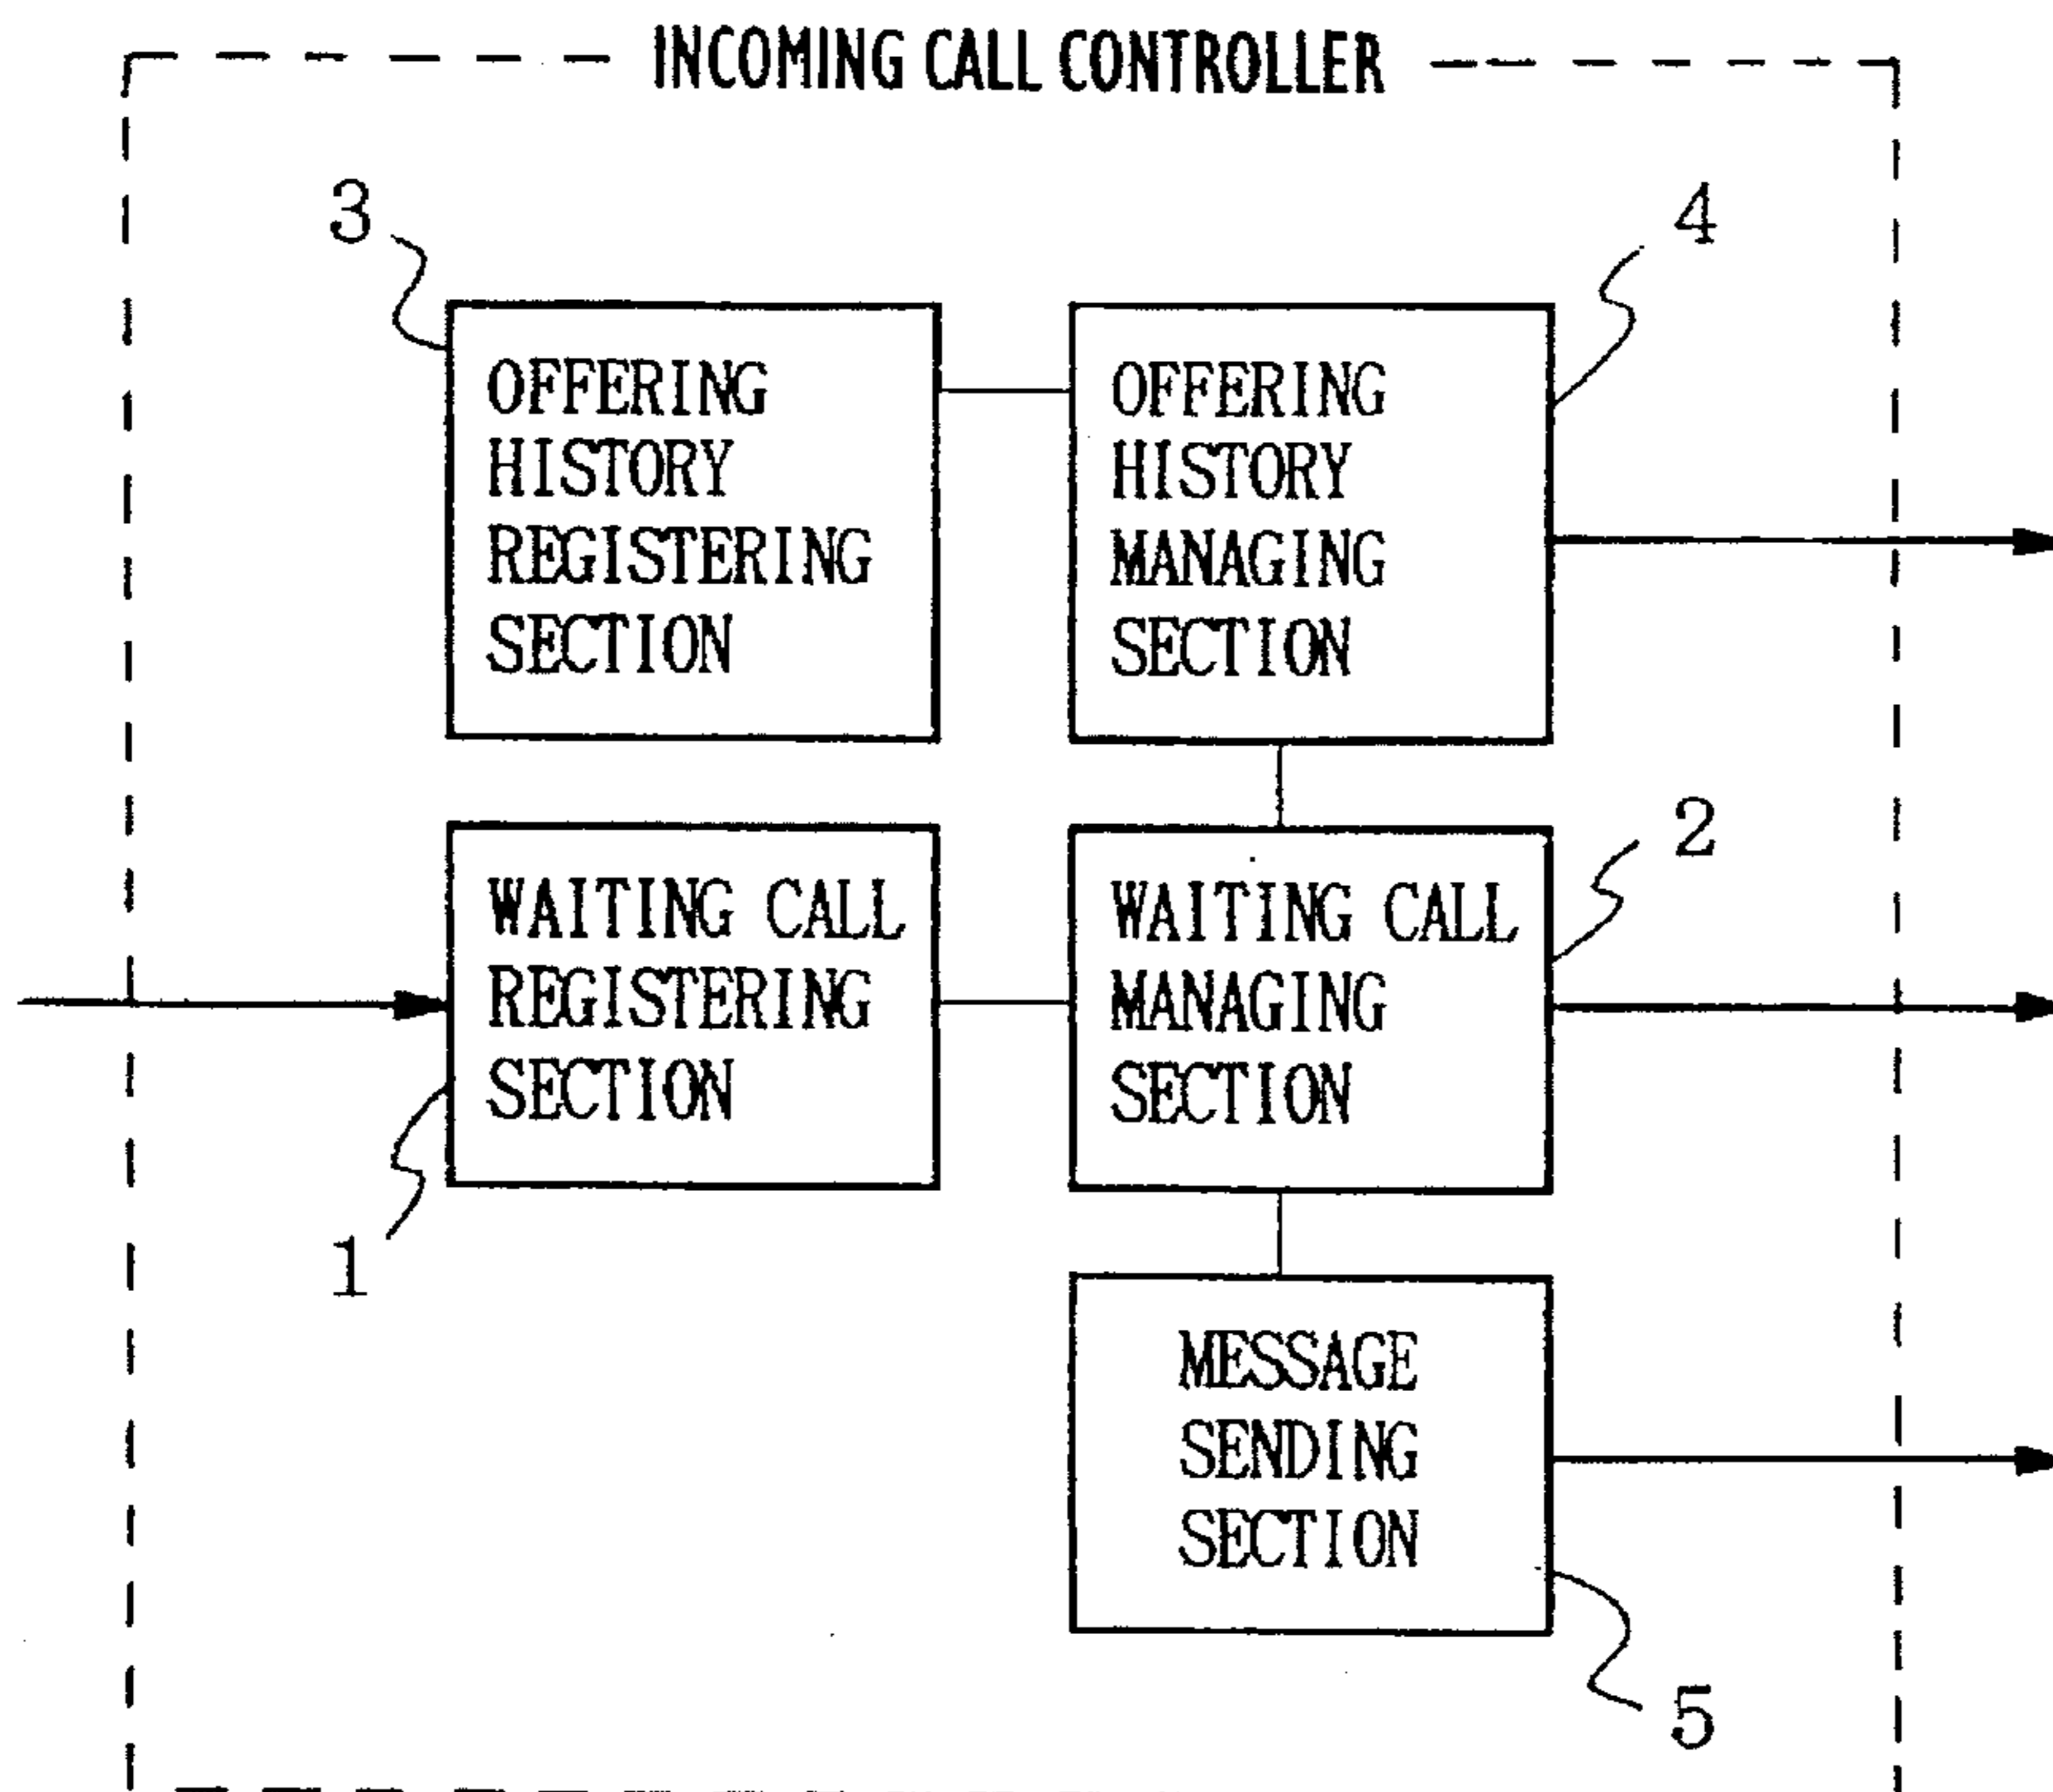 INCOMING CALL CONTROLLER
3
4
OFFERING
HISTORY
REGISTERING
SECTION
OFFERING
HISTORY
MANAGING
SECTION
2
WAITING CALL
REGISTERING
SECTION
WAITING CALL
MANAGING
SECTION
1
MESSAGE
SENDING
SECTION
5